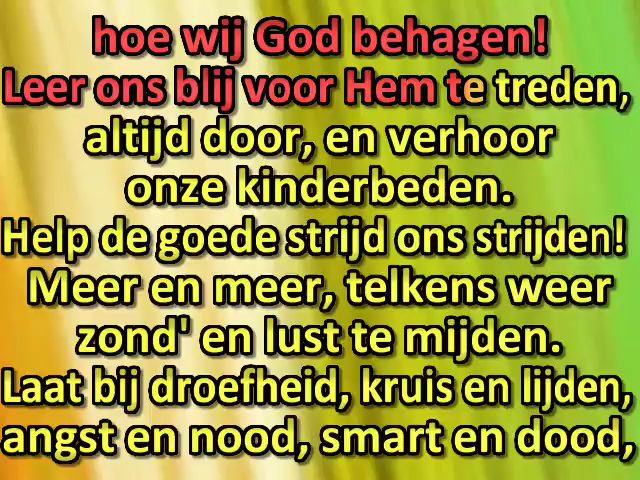 hoe wij God behagen!
Leer ons blij voor Hem te treden,
altijd door, en verhoor
onze kinderbeden.
Help de goede strijd ons strijden!
Meer en meer, telkens weer
zond' en lust te mijden.
Laat bij droefheid, kruis en lijden,
angst en nood, smart en dood,